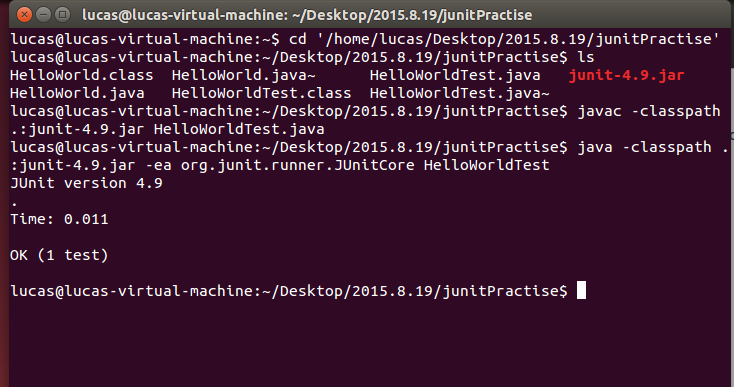 lucas@lucas-virtual-machine: ~/Desktop/2015.8.19/junitPractise
lucas@lucas-virtual-machine:~$ cd '/home/lucas/Desktop/2015.8.19/junitPractise'
lucas@lucas-virtual-machine:~/Desktop/2015.8.19/junitPractise$ ls
HelloWorld.class  HelloWorld.java~      HelloWorldTest.java   junit-4.9.jar
HelloWorld.java   HelloWorldTest.class  HelloWorldTest.java~
lucas@lucas-virtual-machine:~/Desktop/2015.8.19/junitPractise$ javac -classpath
.:junit-4.9.jar HelloWorldTest.java
lucas@lucas-virtual-machine:~/Desktop/2015.8.19/junitPractise$ java -classpath .
:junit-4.9.jar -ea org.junit.runner.JUnitCore HelloWorldTest
JUnit version 4.9
.
Time: 0.011
OK (1 test)
lucas@lucas-virtual-machine:~/Desktop/2015.8.19/junitPractise$